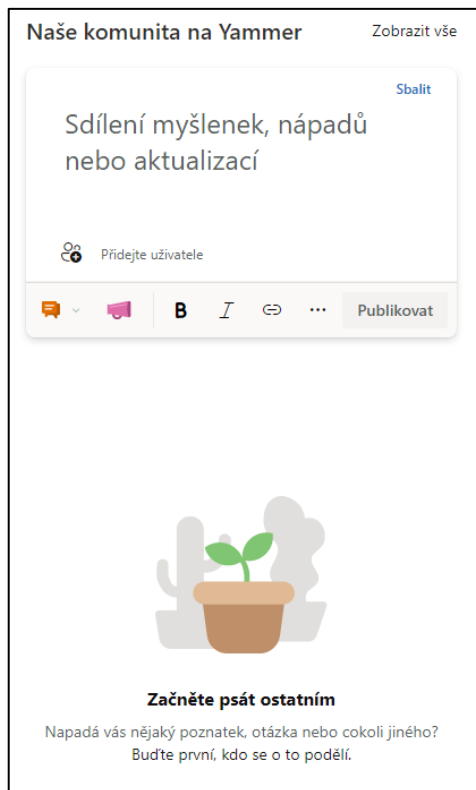 Naše komunita na Yammer
Zobrazit vše
Sbalit
Sdílení myšlenek, nápadů
nebo aktualizací
Přidejte uživatele
B I ... Publikovat
Začněte psát ostatním
Napadá vás nějaký poznatek, otázka nebo cokoli jiného?
Buďte první, kdo se o to podělí.